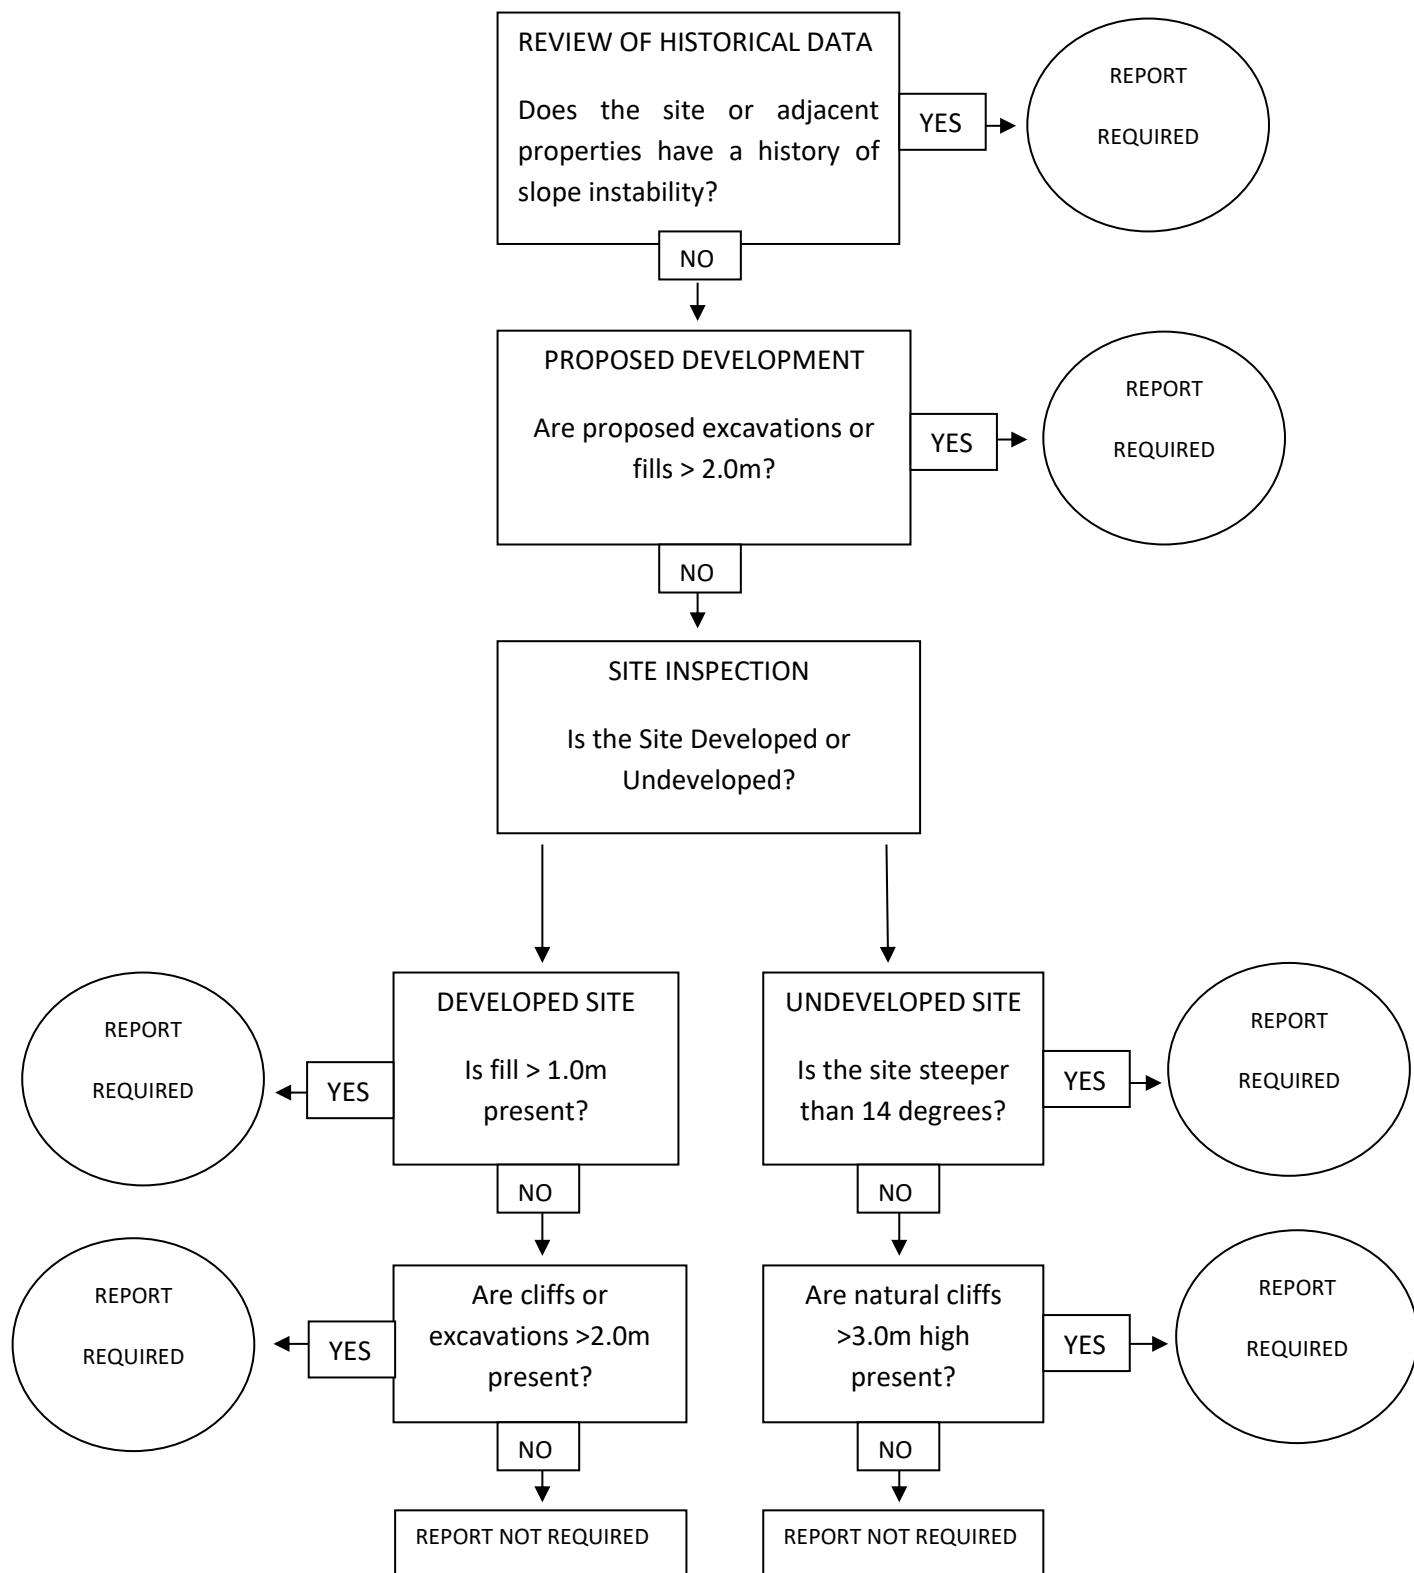 REVIEW OF HISTORICAL DATA
Does the site or adjacent
properties have a history of
slope instability?
YES
REPORT
REQUIRED
NO
PROPOSED DEVELOPMENT
Are proposed excavations or
fills > 2.0m?
YES
REPORT
REQUIRED
NO
SITE INSPECTION
Is the Site Developed or
Undeveloped?
DEVELOPED SITE
Is fill > 1.0m
present?
YES
REPORT
REQUIRED
NO
UNDEVELOPED SITE
Is the site steeper
than 14 degrees?
YES
REPORT
REQUIRED
NO
Are cliffs or
excavations >2.0m
present?
YES
REPORT
REQUIRED
NO
Are natural cliffs
>3.0m high
present?
YES
REPORT
REQUIRED
NO
REPORT NOT REQUIRED
REPORT NOT REQUIRED